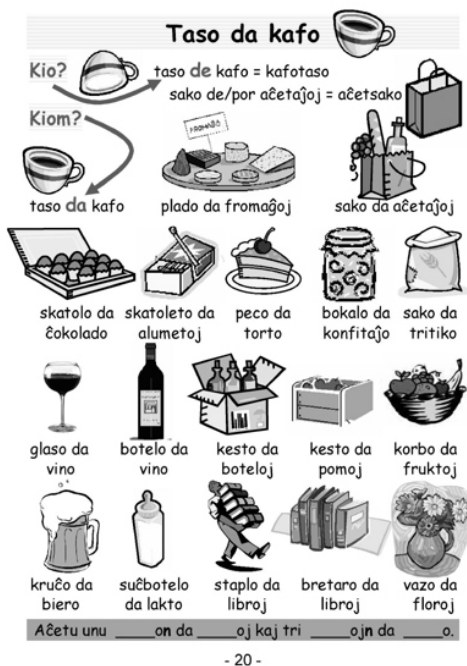 Taso da kafo
Kio?
taso de kafo = kafotaso
sako de/por aĉetaĵoj = aĉetsako
Kiom?
FROMAĜO
taso da kafo
plado da fromaĝoj
sako da aĉetaĵoj
skatolo da
ĉokolado
skatoleto da
alumetoj
peco da
torto
bokalo da
konfitaĵo
sako da
tritiko
glaso da
vino
botelo da
vino
kesto da
boteloj
kesto da
pomoj
korbo da
fruktoj
kruĉo da
biero
suĉbotelo
da lakto
staplo da
libroj
bretaro da
libroj
vazo da
floroj
Aĉetu unu _____on da _____oj kaj tri _____ojn da _____o.
- 20 -